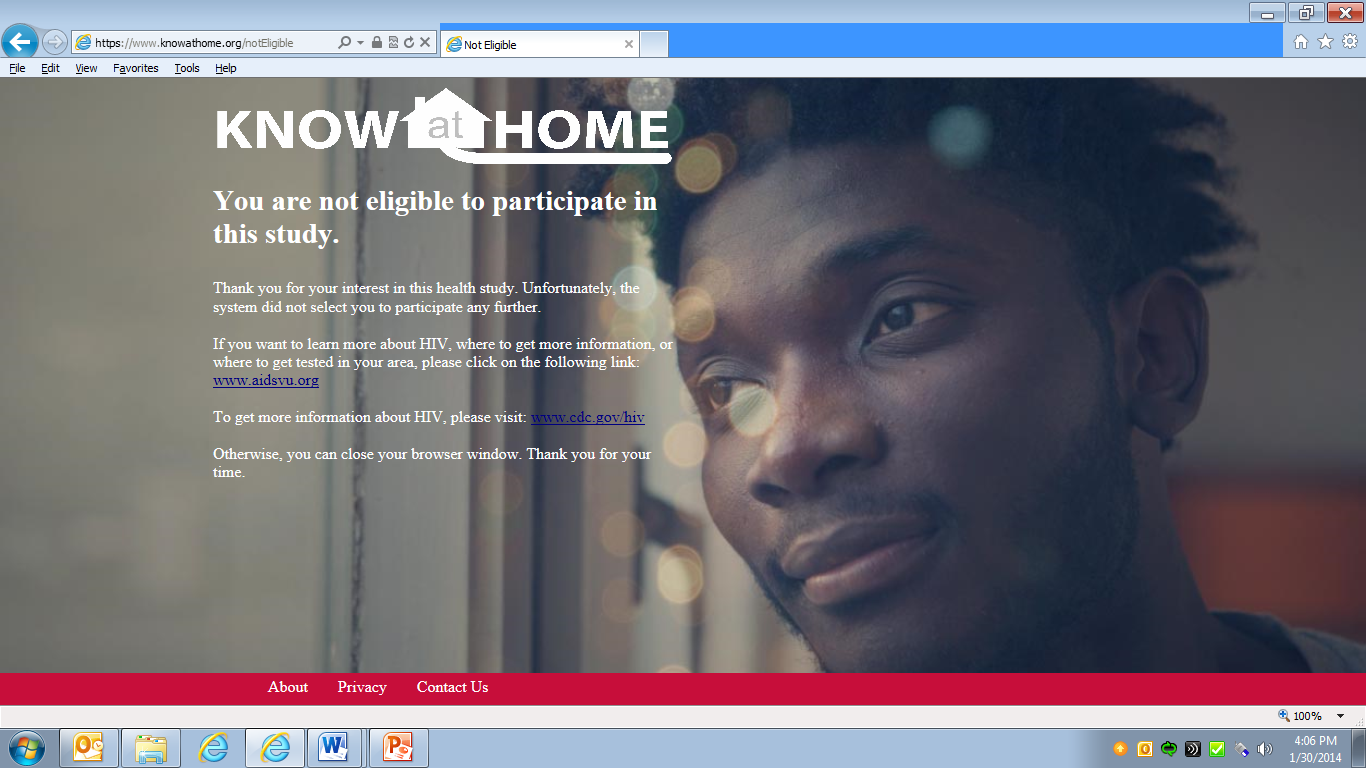 https://www.knowathome.org/notEligible
Not Eligible
File Edit View Favorites Tools Help
KNOW at HOME
You are not eligible to participate in
this study.
Thank you for your interest in this health study. Unfortunately, the
system did not select you to participate any further.
If you want to learn more about HIV, where to get more information, or
where to get tested in your area, please click on the following link:
www.aidsvu.org
To get more information about HIV, please visit: www.cdc.gov/hiv
Otherwise, you can close your browser window. Thank you for your
time.
About Privacy Contact Us
100%
4:06 PM
1/30/2014